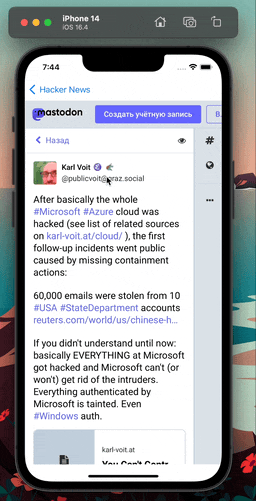 iPhone 14
iOS 16.4
7:44
Hacker News
mastodon
Создать учётную запись
В
Назад
Karl Voit
@publicvoit@graz.social
After basically the whole
#Microsoft #Azure cloud was
hacked (see list of related sources
on karl-voit.at/cloud/ ), the first
follow-up incidents went public
caused by missing containment
actions:
60,000 emails were stolen from 10
#USA #StateDepartment accounts
reuters.com/world/us/chinese-h...
If you didn't understand until now:
basically EVERYTHING at Microsoft
got hacked and Microsoft can't (or
won't) get rid of the intruders.
Everything authenticated by
Microsoft is tainted. Even
#Windows auth.
karl-voit.at
You Can't Contr